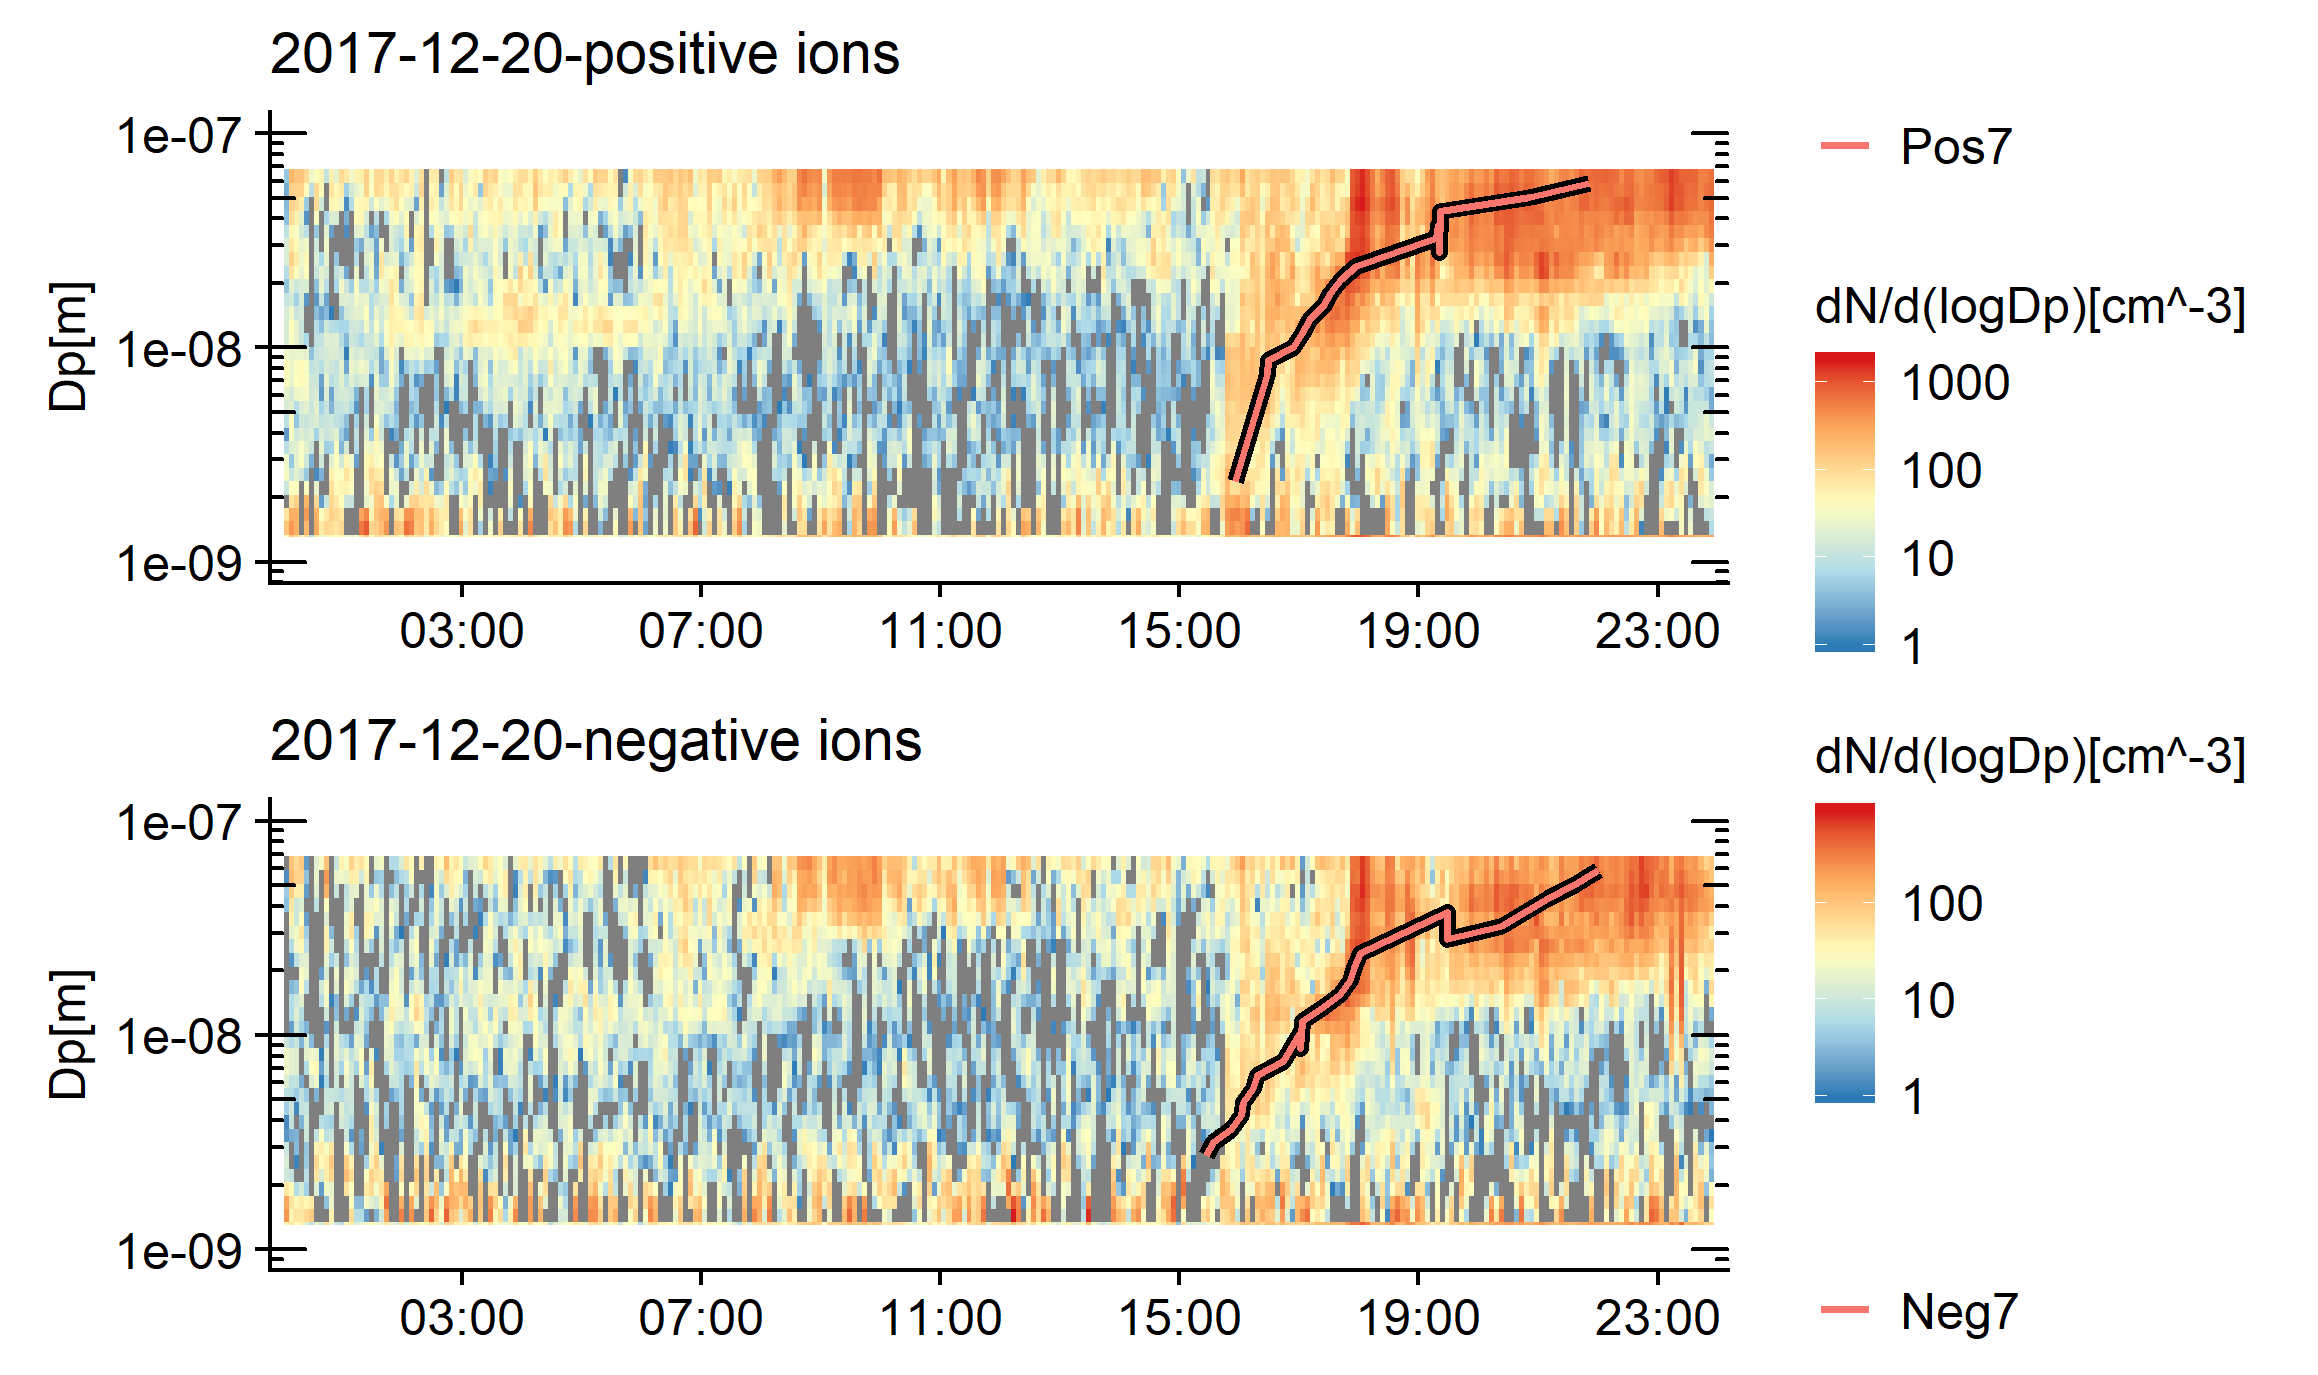 2017-12-20-positive ions
1e-07
1e-08
1e-09
Dp[m]
03:00 07:00 11:00 15:00 19:00 23:00
Pos7
dN/d(logDp)[cm^-3]
1000
100
10
1
2017-12-20-negative ions
1e-07
1e-08
1e-09
Dp[m]
03:00 07:00 11:00 15:00 19:00 23:00
dN/d(logDp)[cm^-3]
100
10
1
Neg7